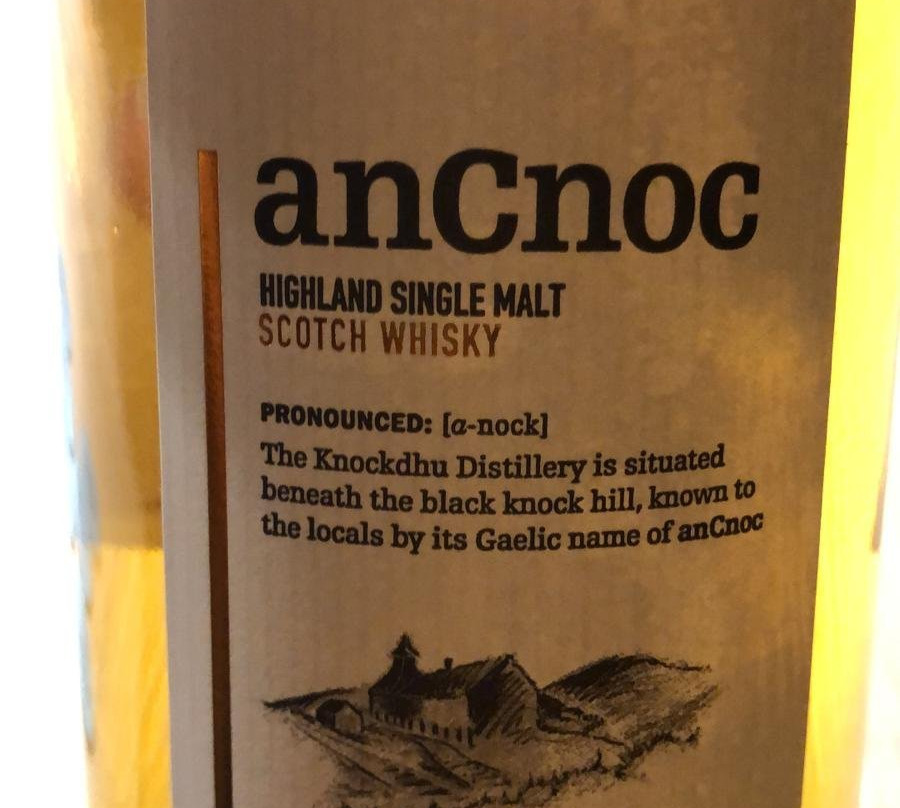 anCnoc
HIGHLAND SINGLE MALT
SCOTCH WHISKY
PRONOUNCED: [a-nock]
The Knockdhu Distillery is situated
beneath the black knock hill, known to
the locals by its Gaelic name of anCnoc